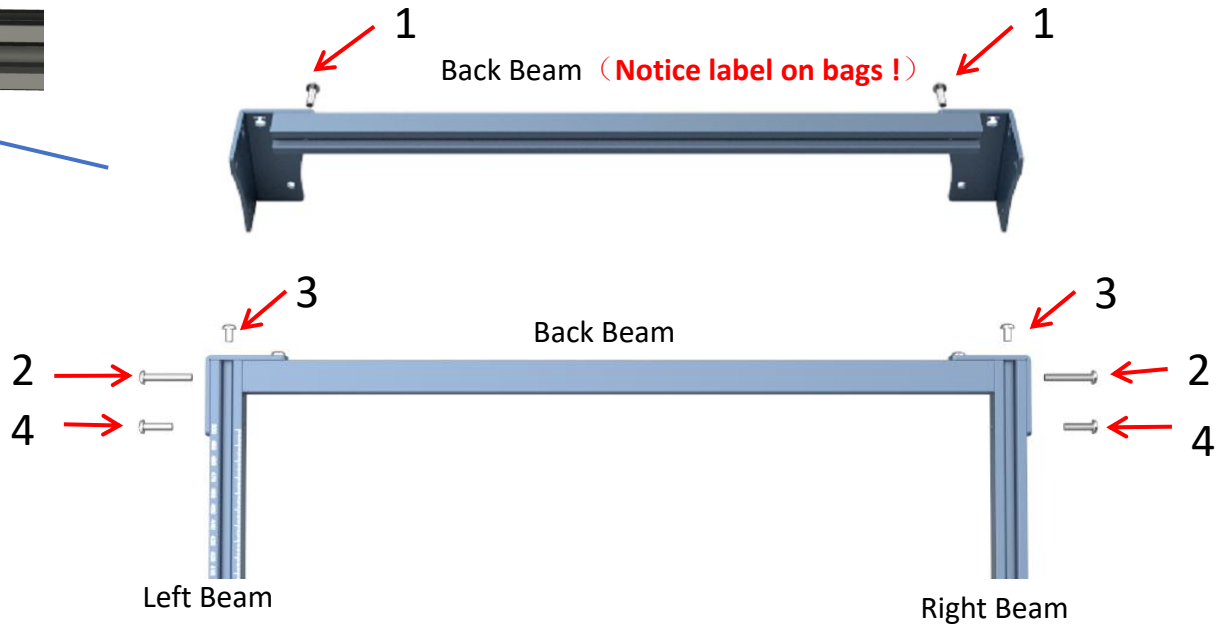 1 1
Back Beam（Notice label on bags !）
3 3
Back Beam
2 2
4 4
Left Beam
Right Beam